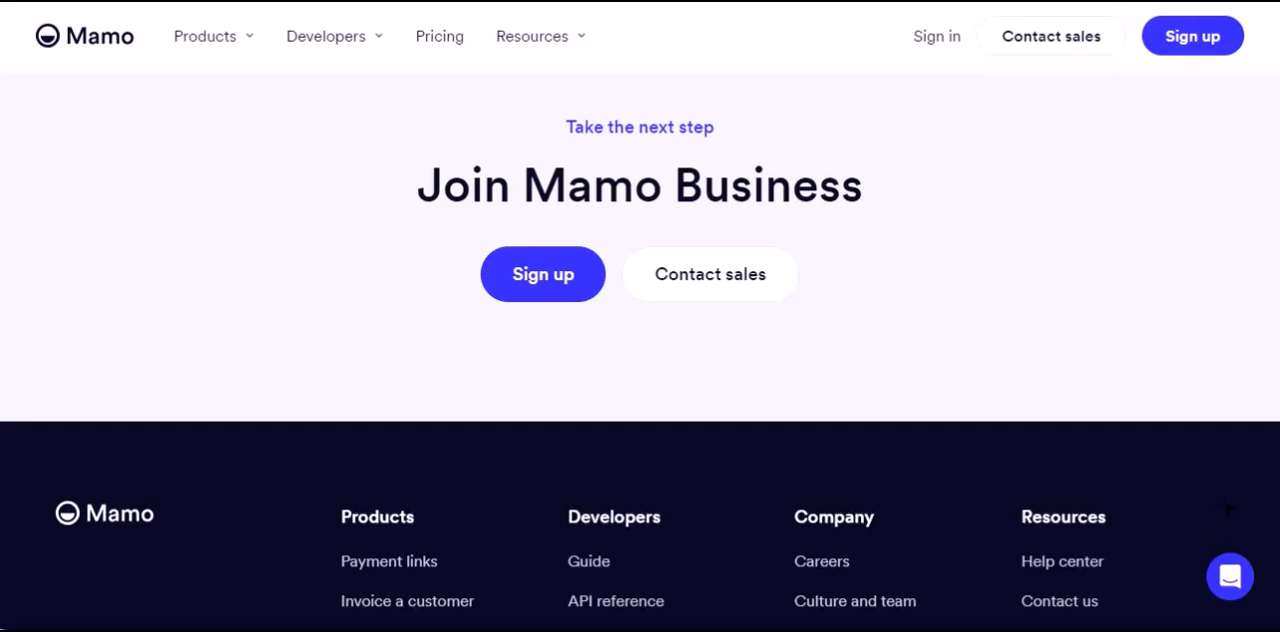 Mamo Products Developers Pricing Resources Sign in Contact sales Sign up
Take the next step
Join Mamo Business
Sign up Contact sales
Mamo Products Developers Company Resources
Payment links Guide Careers Help center
Invoice a customer API reference Culture and team Contact us